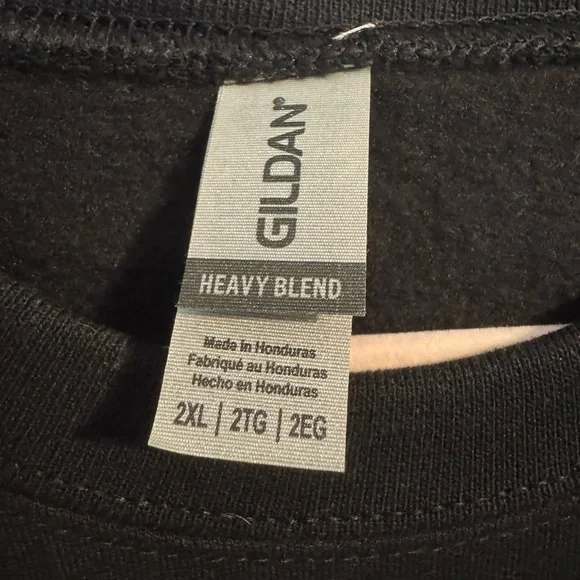 GILDAN®
HEAVY BLEND
Made in Honduras
Fabriqué au Honduras
Hecho en Honduras
2XL | 2TG | 2EG